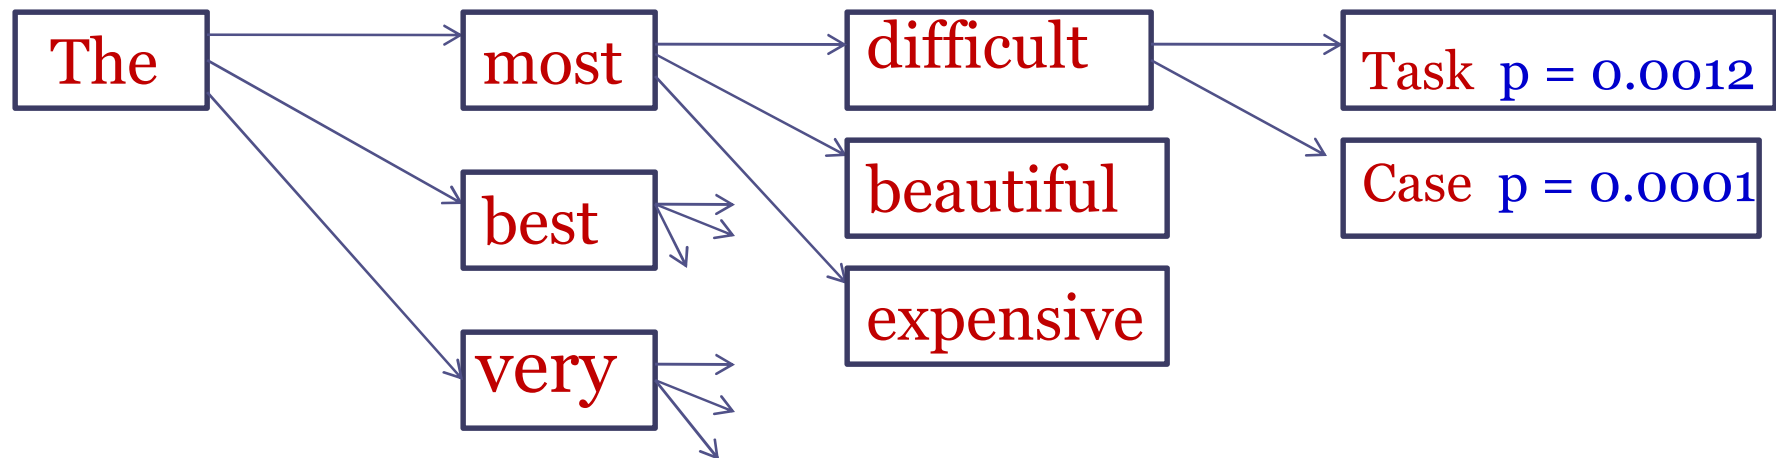 The
most
difficult
Task p = 0.0012
best
beautiful
Case p = 0.0001
very
expensive